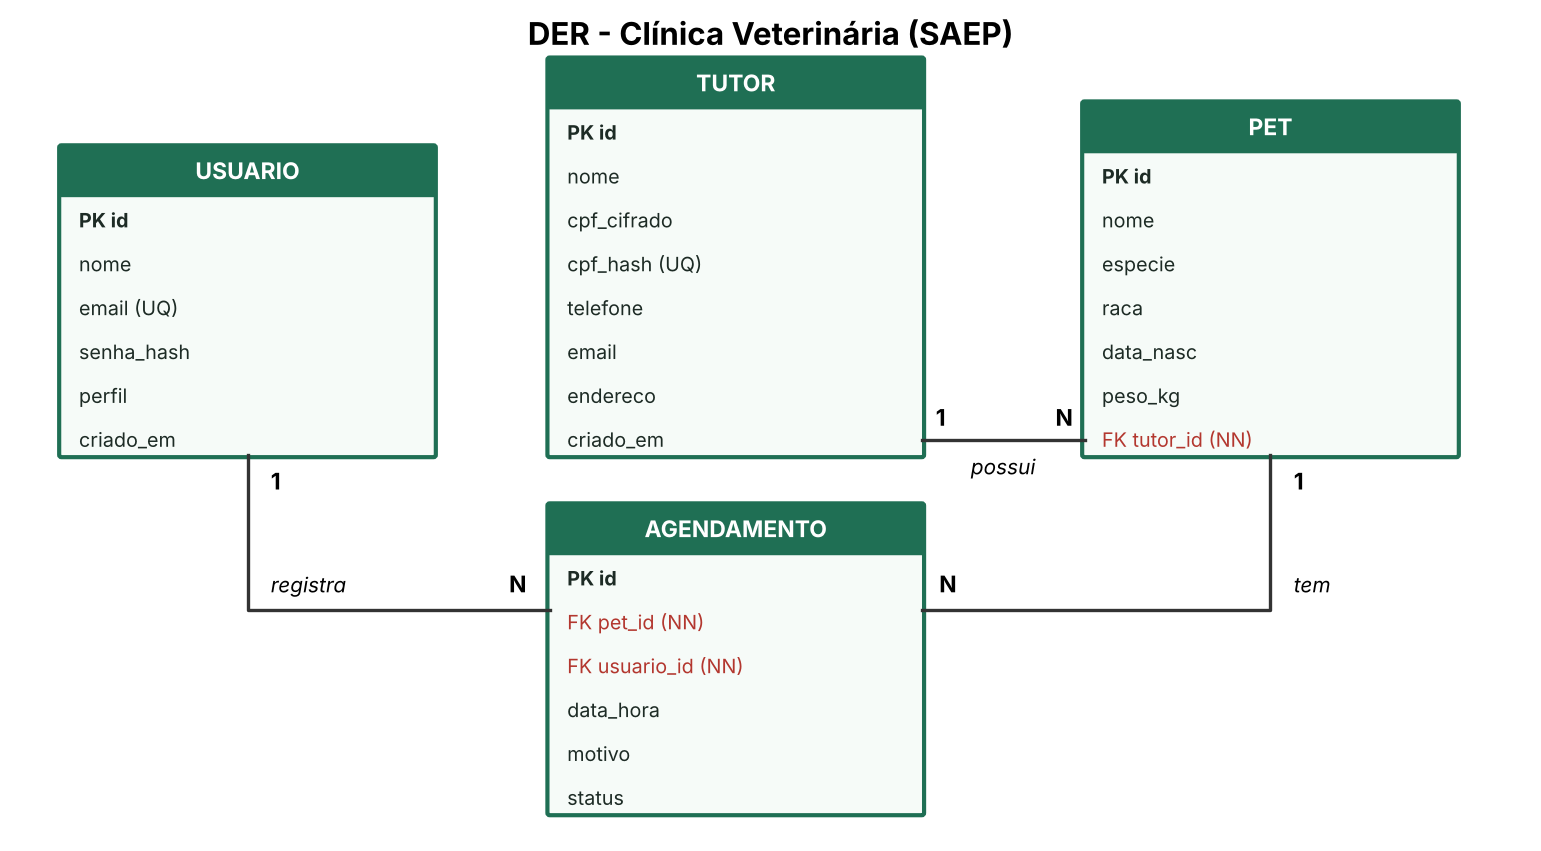 DER - Clínica Veterinária (SAEP)
USUARIO
PK id
nome
email (UQ)
senha_hash
perfil
criado_em
TUTOR
PK id
nome
cpf_cifrado
cpf_hash (UQ)
telefone
email
endereco
criado_em
PET
PK id
nome
especie
raca
data_nasc
peso_kg
FK tutor_id (NN)
1
N
possui
1
registra
N
1
tem
N
AGENDAMENTO
PK id
FK pet_id (NN)
FK usuario_id (NN)
data_hora
motivo
status